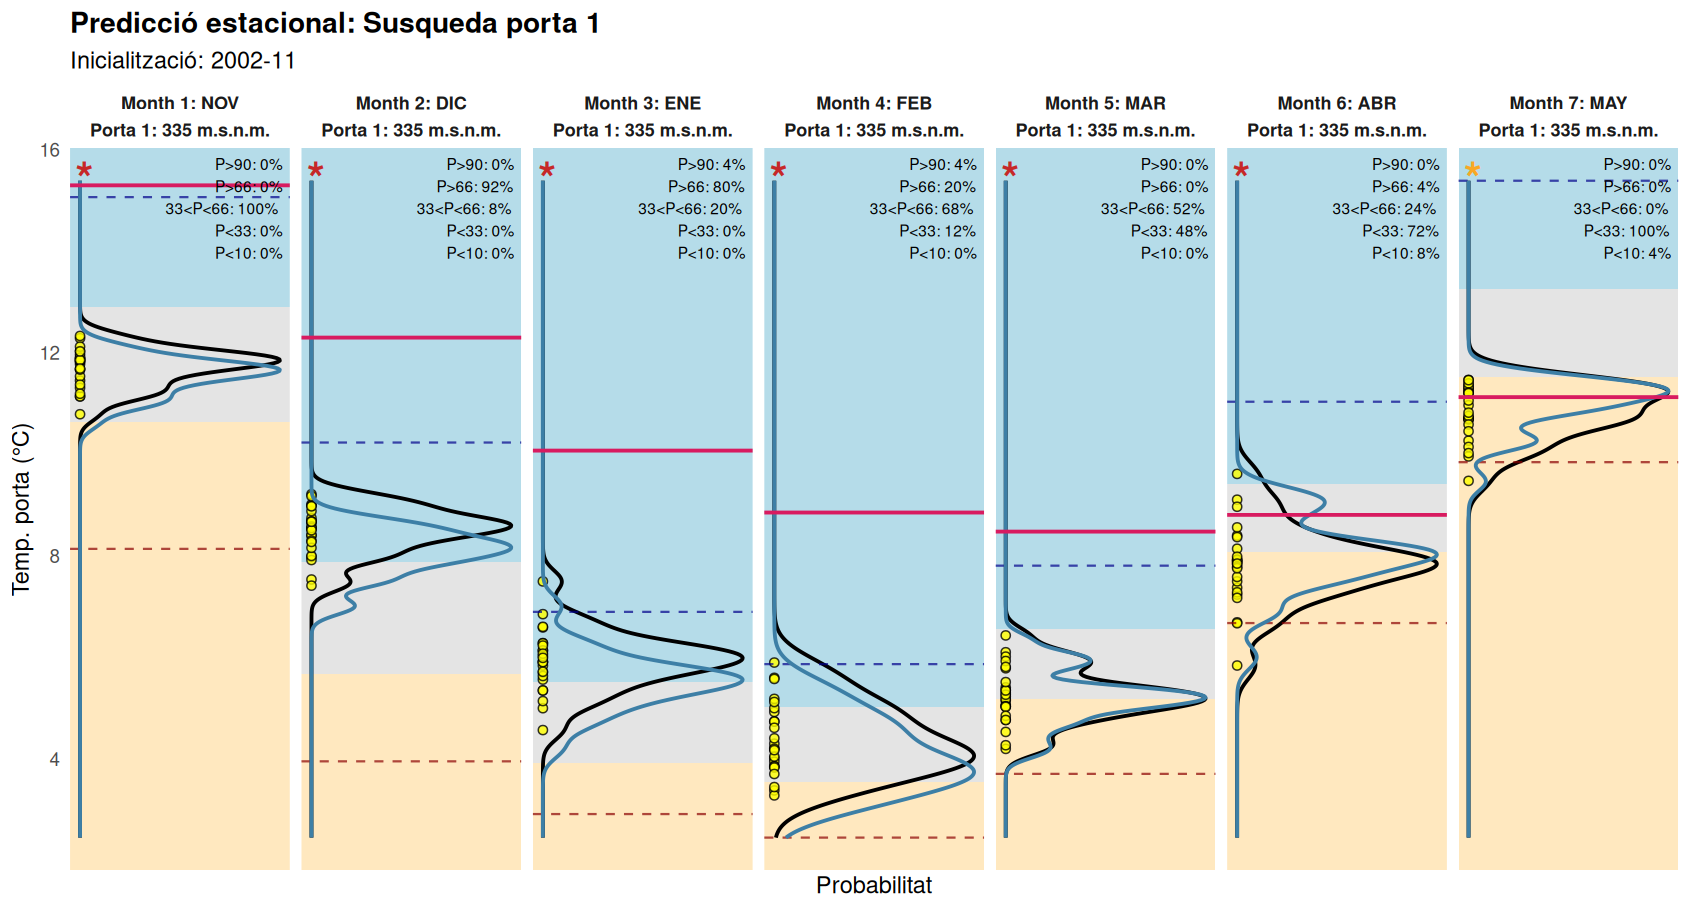 Predicció estacional: Susqueda porta 1
Inicialització: 2002-11
Month 1: NOV
Porta 1: 335 m.s.n.m.
Month 2: DIC
Porta 1: 335 m.s.n.m.
Month 3: ENE
Porta 1: 335 m.s.n.m.
Month 4: FEB
Porta 1: 335 m.s.n.m.
Month 5: MAR
Porta 1: 335 m.s.n.m.
Month 6: ABR
Porta 1: 335 m.s.n.m.
Month 7: MAY
Porta 1: 335 m.s.n.m.
Temp. porta (°C)
16
12
8
4
*
P>90: 0%
P>66: 0%
33<P<66: 100%
P<33: 0%
P<10: 0%
*
P>90: 0%
P>66: 92%
33<P<66: 8%
P<33: 0%
P<10: 0%
*
P>90: 4%
P>66: 80%
33<P<66: 20%
P<33: 0%
P<10: 0%
*
P>90: 4%
P>66: 20%
33<P<66: 68%
P<33: 12%
P<10: 0%
*
P>90: 0%
P>66: 0%
33<P<66: 52%
P<33: 48%
P<10: 0%
*
P>90: 0%
P>66: 4%
33<P<66: 24%
P<33: 72%
P<10: 8%
*
P>90: 0%
P>66: 0%
33<P<66: 0%
P<33: 100%
P<10: 4%
Probabilitat